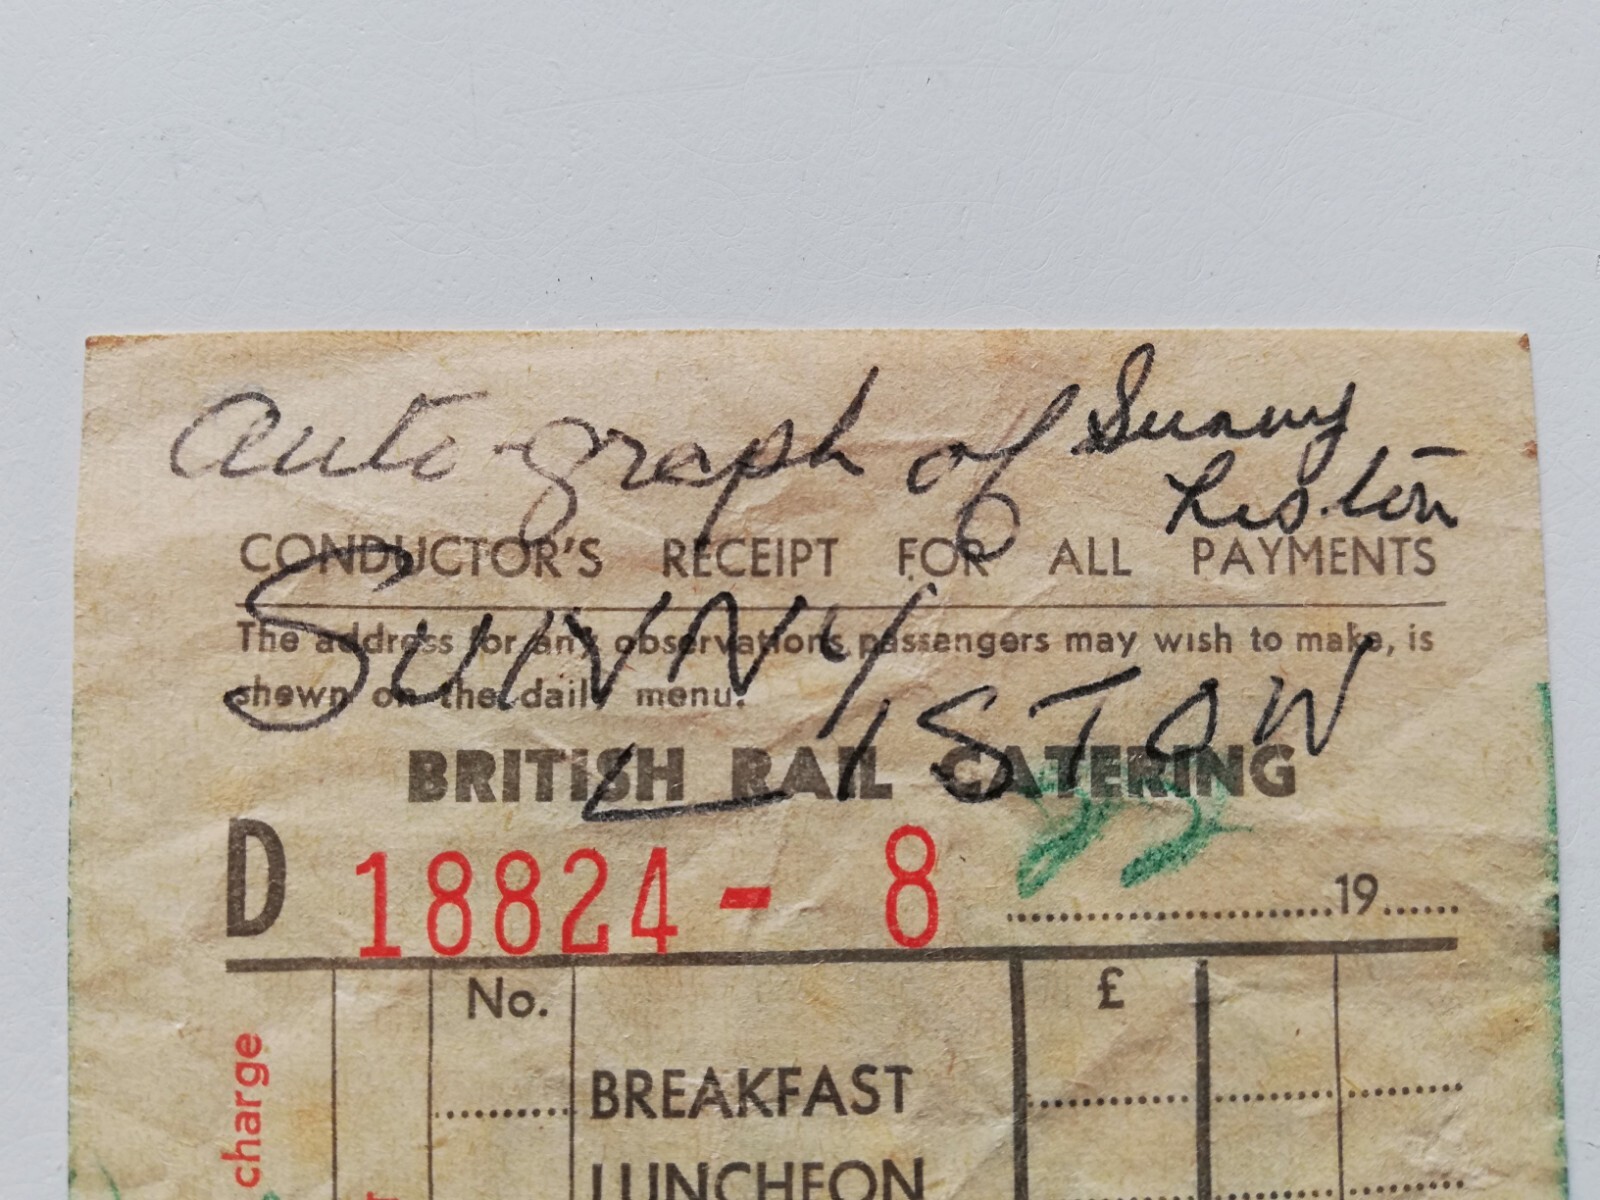 Auto-graph of Sunny
Liston
CONDUCTOR'S RECEIPT FOR ALL PAYMENTS
SUNNY
The address for any observations passengers may wish to make, is
shewn on the daily menu.
LISTON
BRITISH RAIL CATERING
D 18824 - 8 19
No. £
charge
BREAKFAST
LUNCHEON